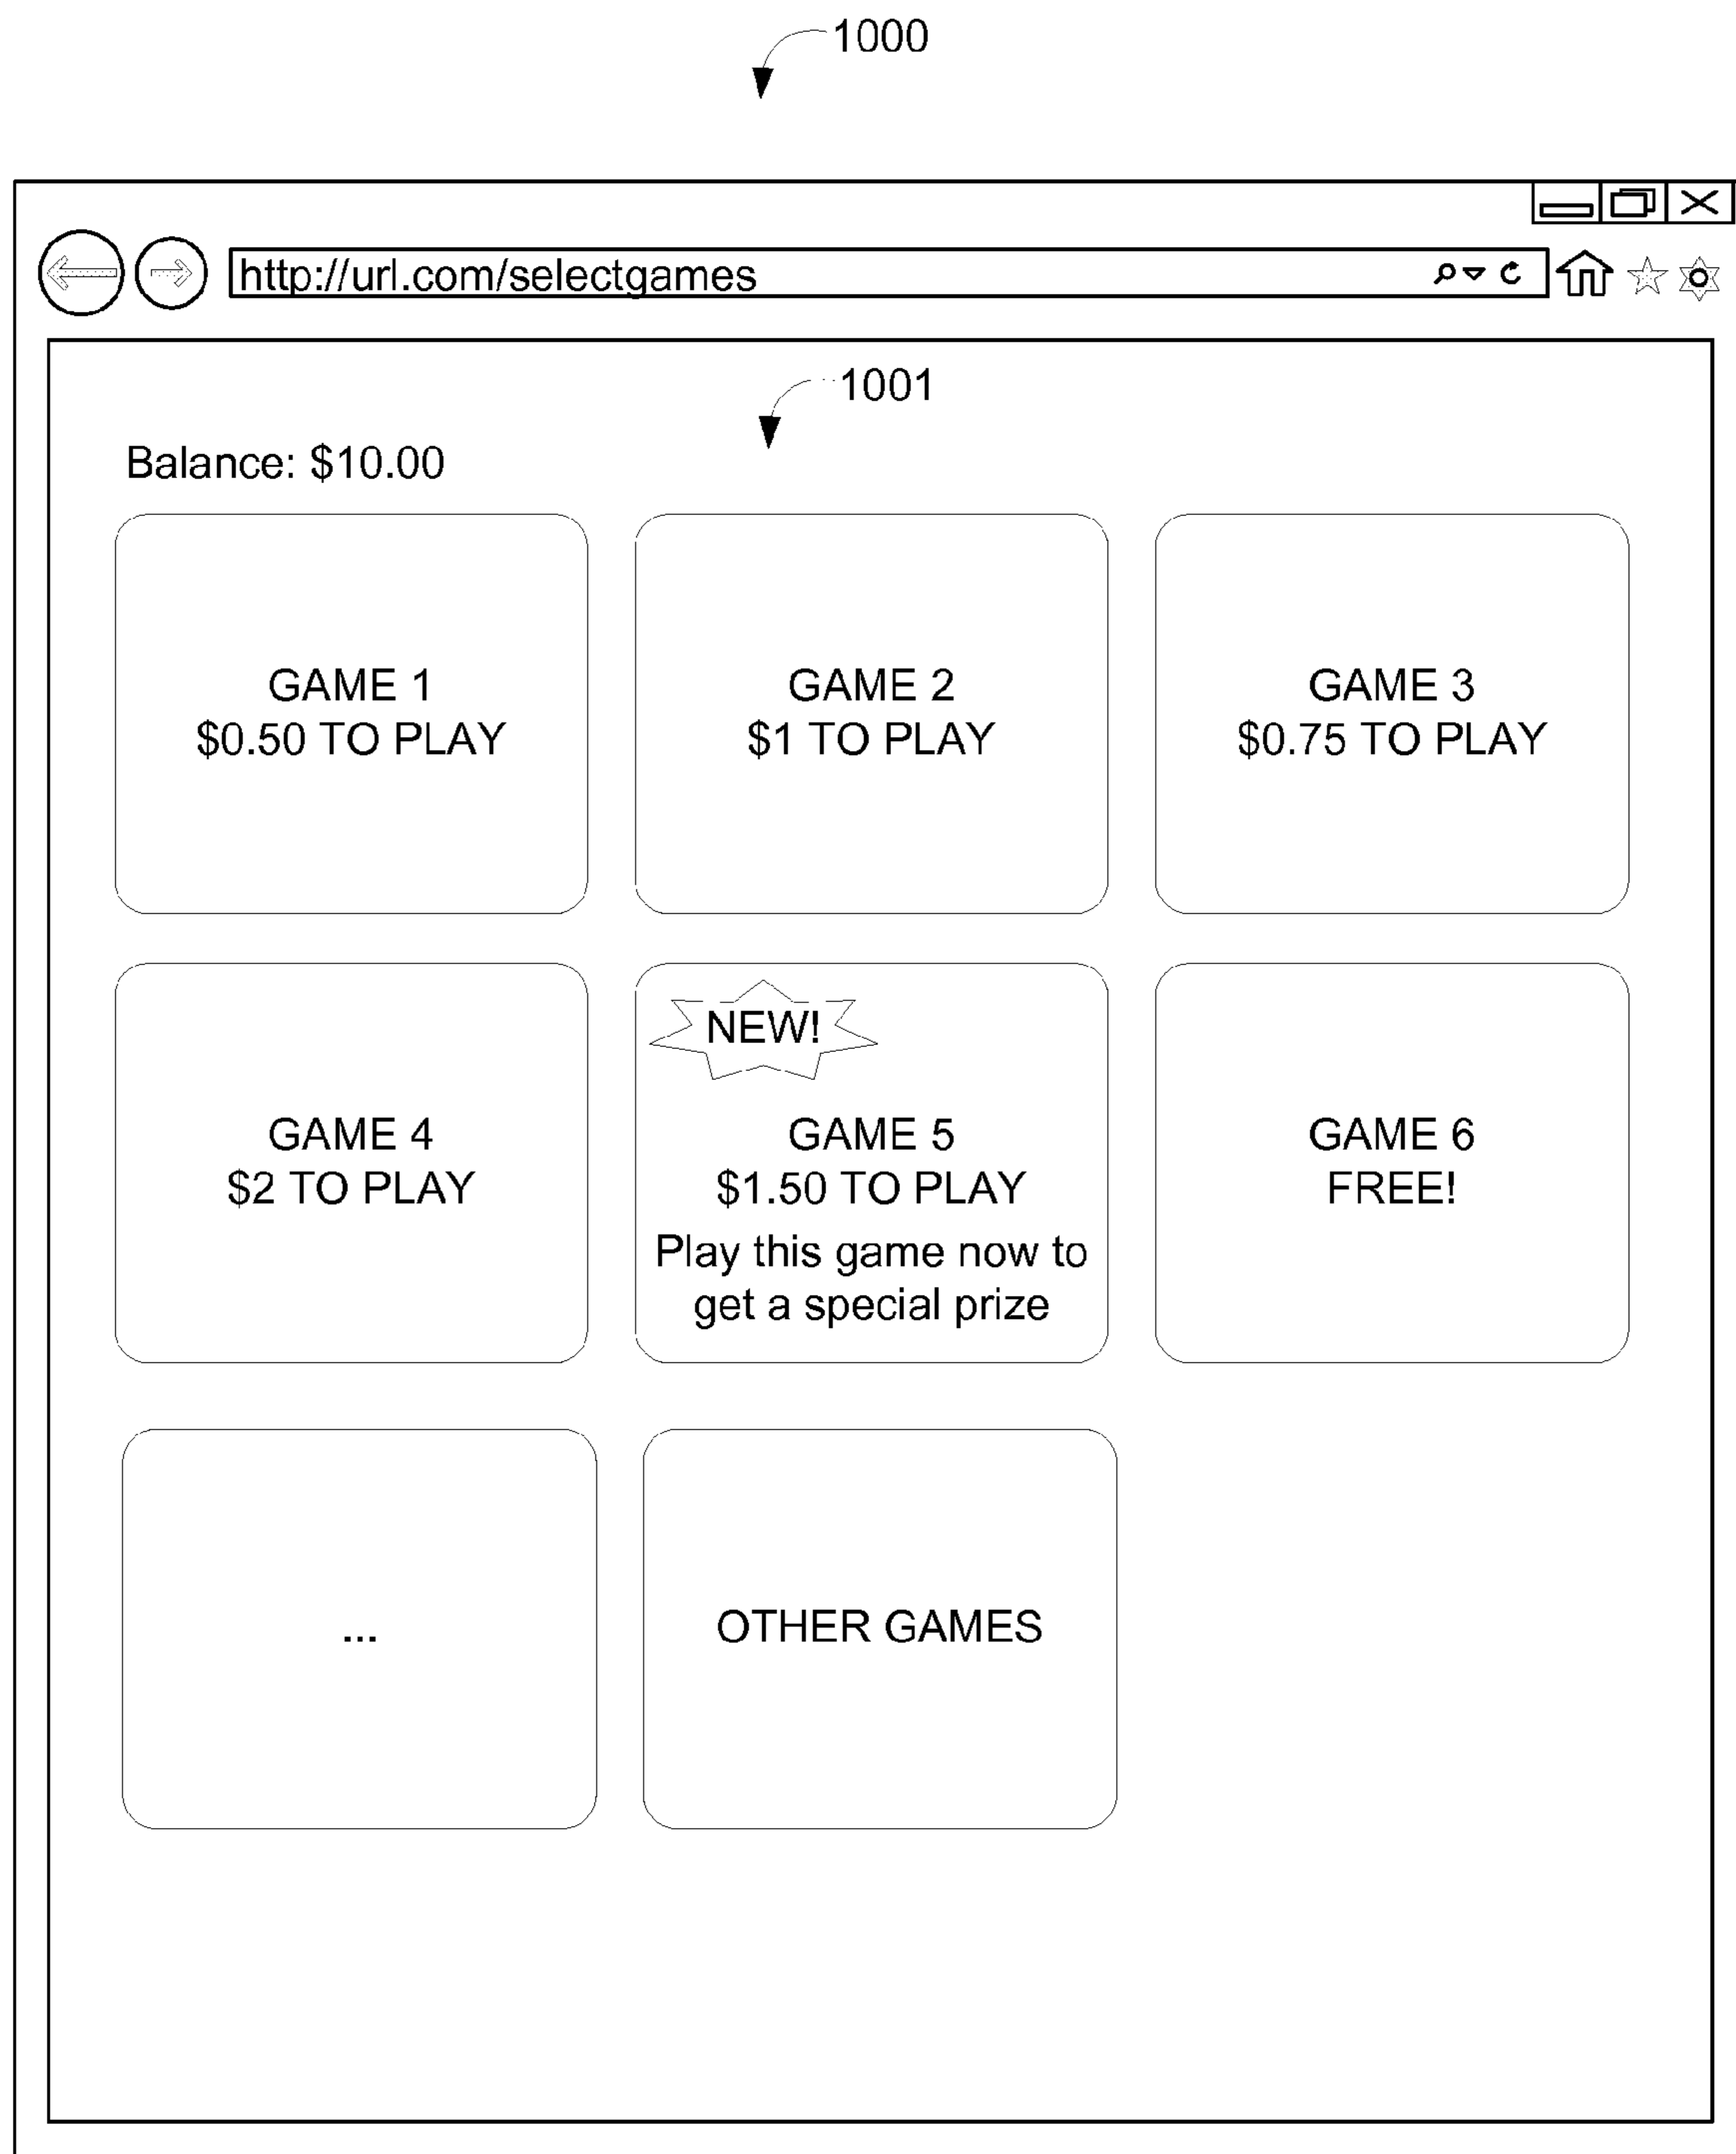 1000
http://url.com/selectgames
1001
Balance: $10.00
GAME 1
$0.50 TO PLAY
GAME 2
$1 TO PLAY
GAME 3
$0.75 TO PLAY
GAME 4
$2 TO PLAY
NEW!
GAME 5
$1.50 TO PLAY
Play this game now to
get a special prize
GAME 6
FREE!
...
OTHER GAMES